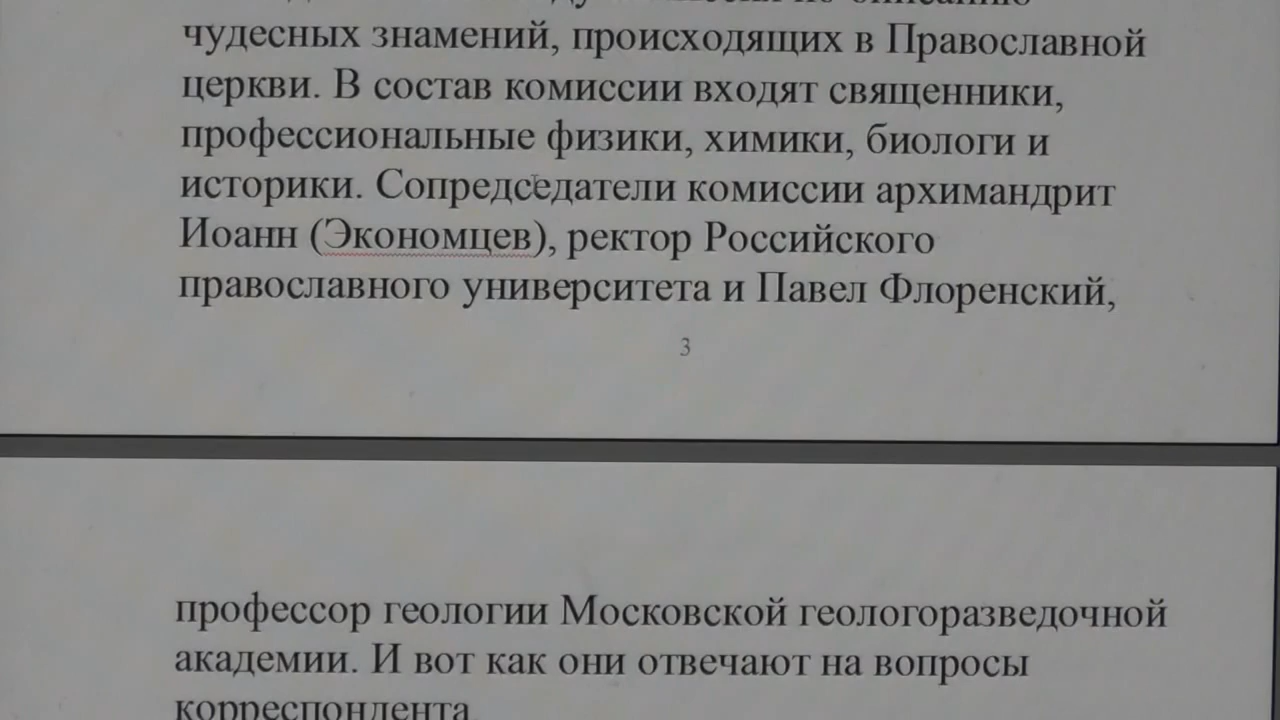 чудесных знамений, происходящих в Православной
церкви. В состав комиссии входят священники,
профессиональные физики, химики, биологи и
историки. Сопредседатели комиссии архимандрит
Иоанн (Экономцев), ректор Российского
православного университета и Павел Флоренский,
3
профессор геологии Московской геологоразведочной
академии. И вот как они отвечают на вопросы
корреспондента